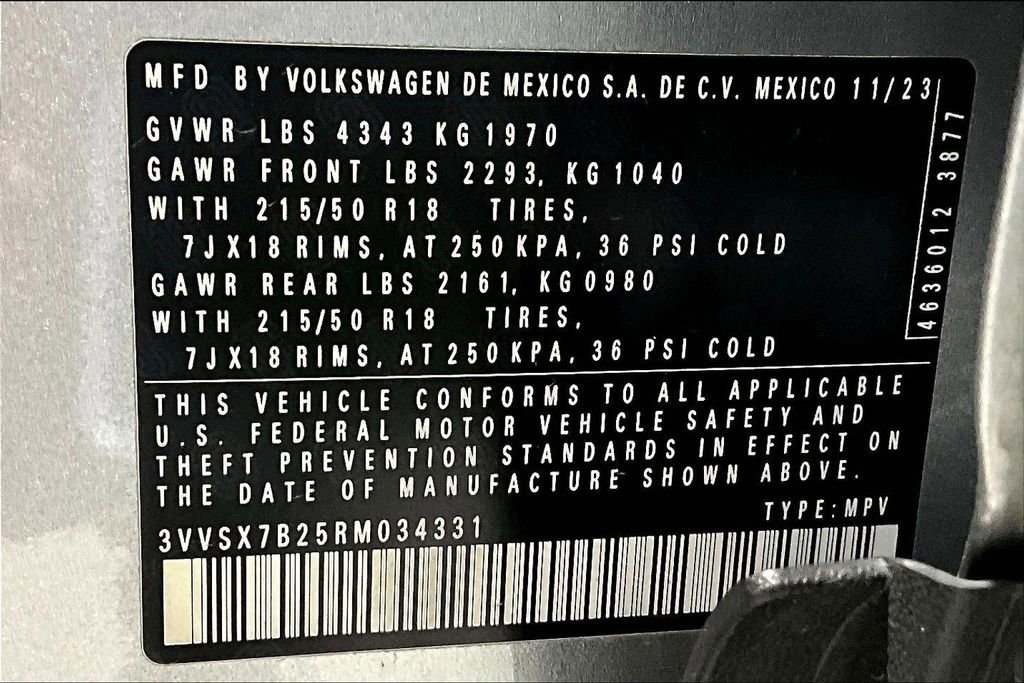 MFD BY VOLKSWAGEN DE MEXICO S.A. DE C.V. MEXICO 11/23
GVWR LBS 4343 KG 1970
GAWR FRONT LBS 2293, KG 1040
WITH 215/50 R18 TIRES,
7JX18 RIMS, AT 250 KPA, 36 PSI COLD
GAWR REAR LBS 2161, KG 0980
WITH 215/50 R18 TIRES,
7JX18 RIMS, AT 250 KPA, 36 PSI COLD
4636012 3877
THIS VEHICLE CONFORMS TO ALL APPLICABLE
U.S. FEDERAL MOTOR VEHICLE SAFETY AND
THEFT PREVENTION STANDARDS IN EFFECT ON
THE DATE OF MANUFACTURE SHOWN ABOVE.
TYPE: MPV
3VVSX7B25RM034331